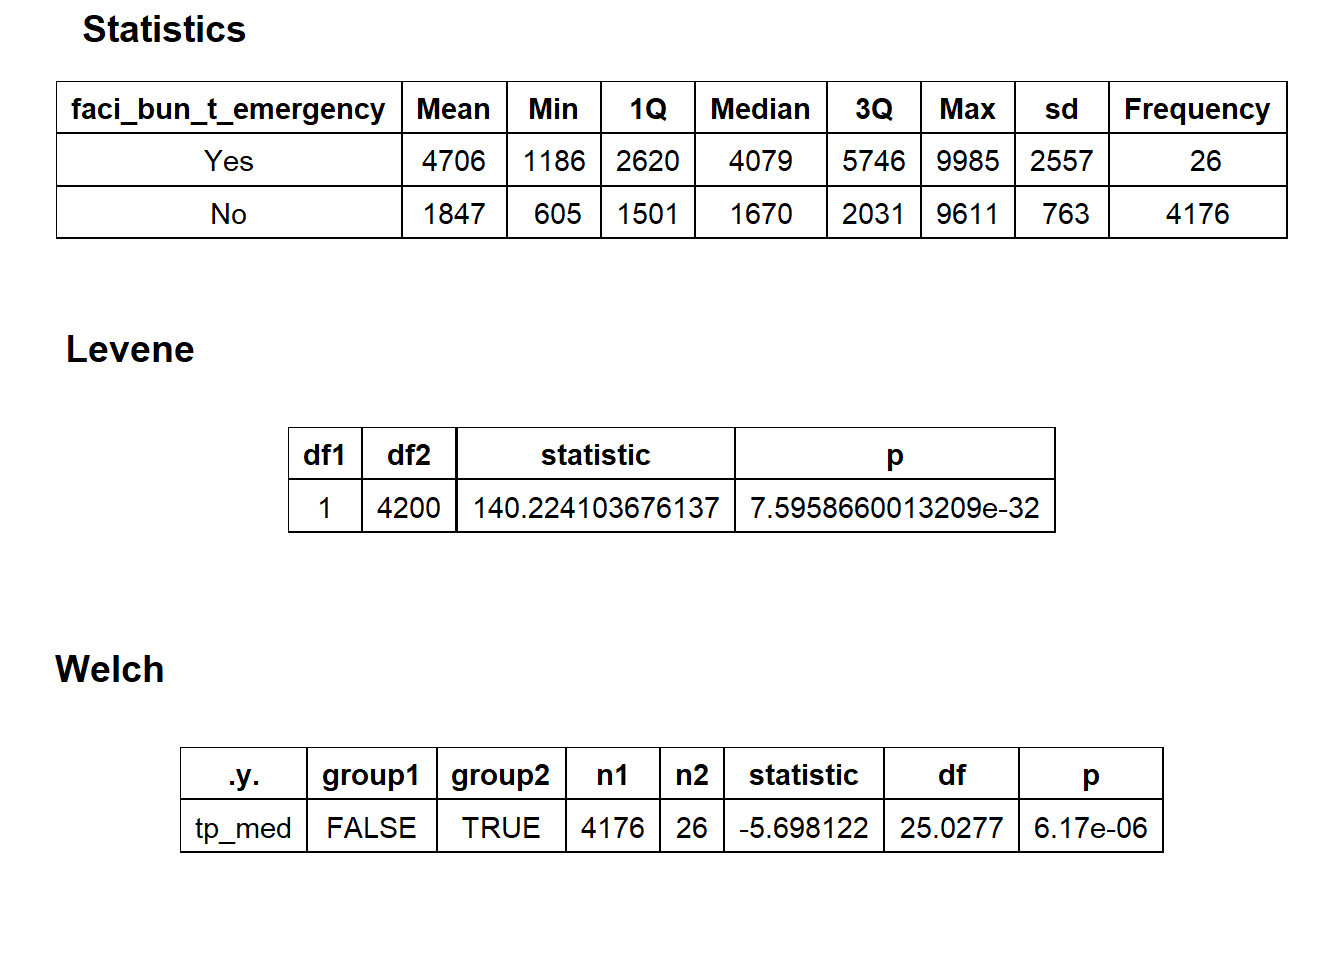 Statistics
faci_bun_t_emergency Mean Min 1Q Median 3Q Max sd Frequency
Yes 4706 1186 2620 4079 5746 9985 2557 26
No 1847 605 1501 1670 2031 9611 763 4176
Levene
df1 df2 statistic p
1 4200 140.224103676137 7.5958660013209e-32
Welch
.y. group1 group2 n1 n2 statistic df p
tp_med FALSE TRUE 4176 26 -5.698122 25.0277 6.17e-06